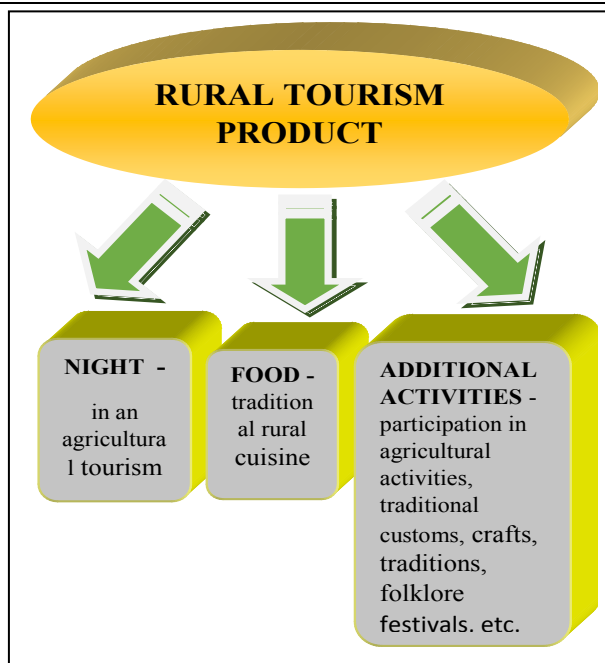 RURAL TOURISM
PRODUCT
NIGHT -
in an
agricultura
l tourism
FOOD -
tradition
al rural
cuisine
ADDITIONAL
ACTIVITIES -
participation in
agricultural
activities,
traditional
customs, crafts,
traditions,
folklore
festivals. etc.